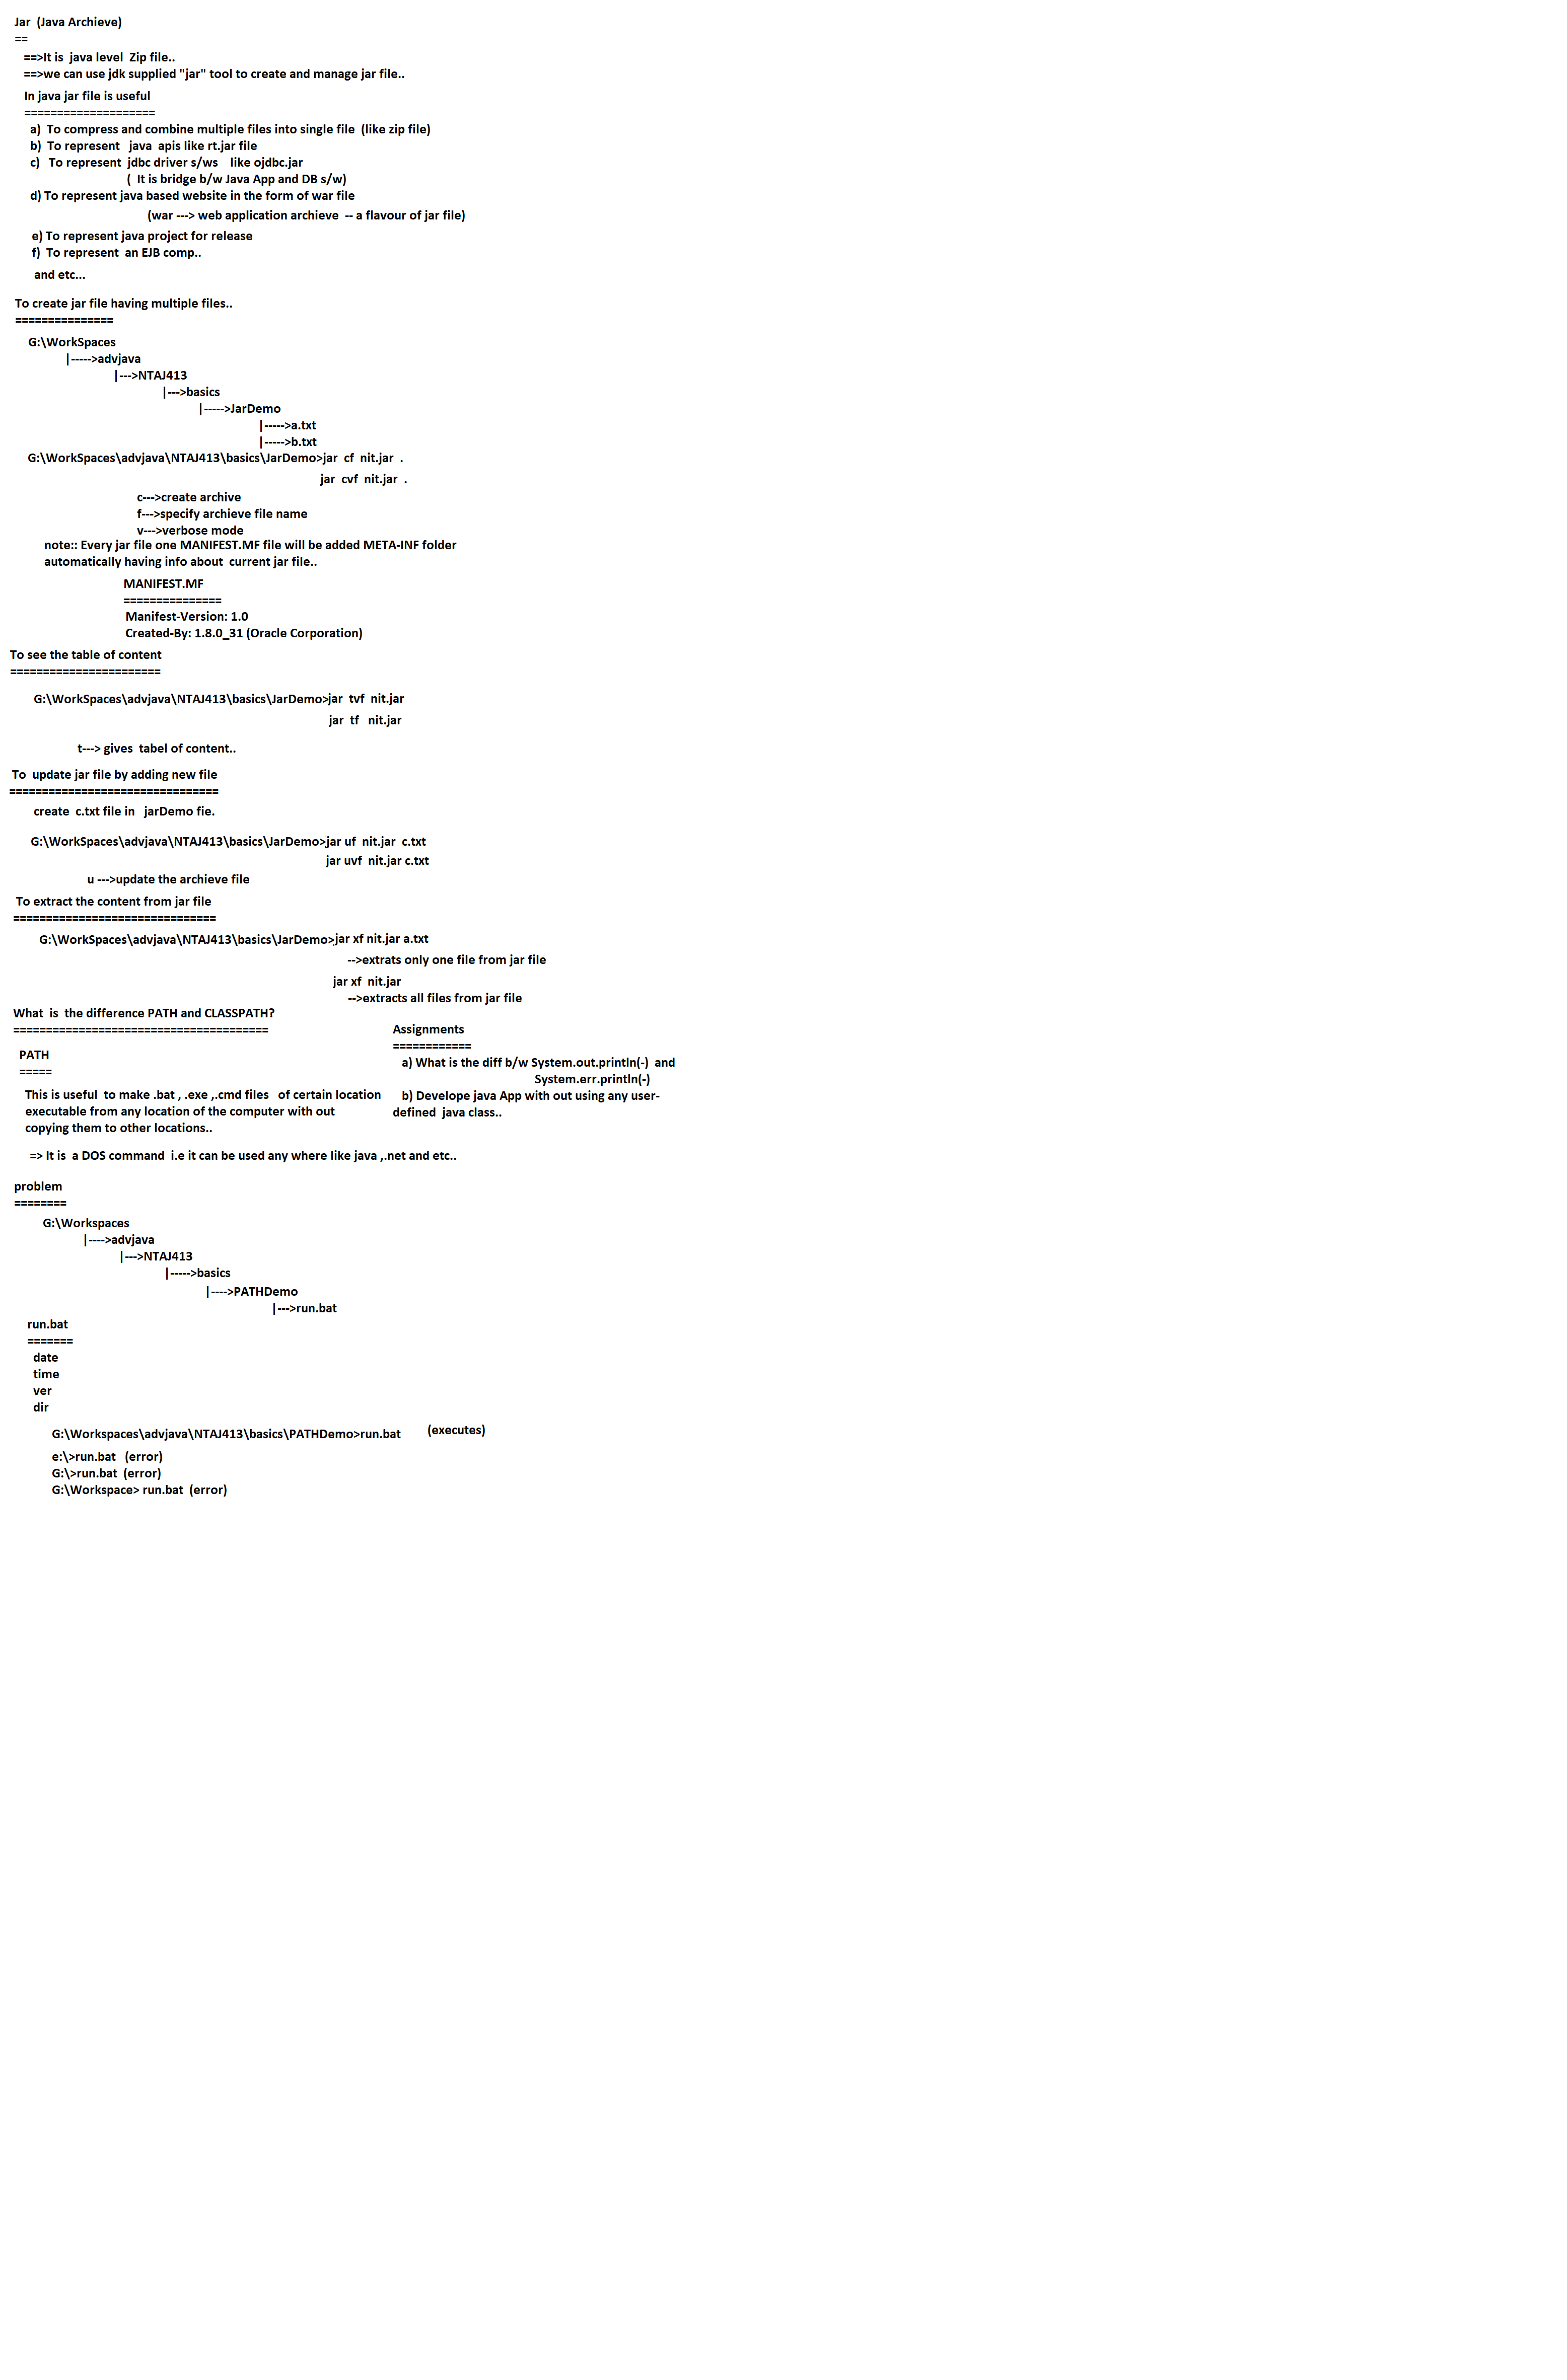 Jar (Java Archieve)
==
==>It is java level Zip file..
==>we can use jdk supplied "jar" tool to create and manage jar file..
In java jar file is useful
====================
a) To compress and combine multiple files into single file (like zip file)
b) To represent java apis like rt.jar file
c) To represent jdbc driver s/ws like ojdbc.jar
( It is bridge b/w Java App and DB s/w)
d) To represent java based website in the form of war file
(war ---> web application archieve -- a flavour of jar file)
e) To represent java project for release
f) To represent an EJB comp..
and etc...
To create jar file having multiple files..
===============
G:\WorkSpaces
|----->advjava
|--->NTAJ413
|--->basics
|----->JarDemo
|----->a.txt
|----->b.txt
G:\WorkSpaces\advjava\NTAJ413\basics\JarDemo>jar cf nit.jar .
jar cvf nit.jar .
c--->create archive
f--->specify archieve file name
v--->verbose mode
note:: Every jar file one MANIFEST.MF file will be added META-INF folder
automatically having info about current jar file..
MANIFEST.MF
===============
Manifest-Version: 1.0
Created-By: 1.8.0_31 (Oracle Corporation)
To see the table of content
=======================
G:\WorkSpaces\advjava\NTAJ413\basics\JarDemo>jar tvf nit.jar
jar tf nit.jar
t---> gives tabel of content..
To update jar file by adding new file
================================
create c.txt file in jarDemo fie.
G:\WorkSpaces\advjava\NTAJ413\basics\JarDemo>jar uf nit.jar c.txt
jar uvf nit.jar c.txt
u --->update the archieve file
To extract the content from jar file
===============================
G:\WorkSpaces\advjava\NTAJ413\basics\JarDemo>jar xf nit.jar a.txt
-->extrats only one file from jar file
jar xf nit.jar
-->extracts all files from jar file
What is the difference PATH and CLASSPATH?
=======================================
PATH
=====
This is useful to make .bat , .exe ,.cmd files of certain location
executable from any location of the computer with out
copying them to other locations..
Assignments
============
a) What is the diff b/w System.out.println(-) and
System.err.println(-)
b) Develope java App with out using any user-
defined java class..
=> It is a DOS command i.e it can be used any where like java ,.net and etc..
problem
========
G:\Workspaces
|---->advjava
|--->NTAJ413
|----->basics
|---->PATHDemo
|--->run.bat
run.bat
=======
date
time
ver
dir
G:\Workspaces\advjava\NTAJ413\basics\PATHDemo>run.bat (executes)
e:\>run.bat (error)
G:\>run.bat (error)
G:\Workspace> run.bat (error)